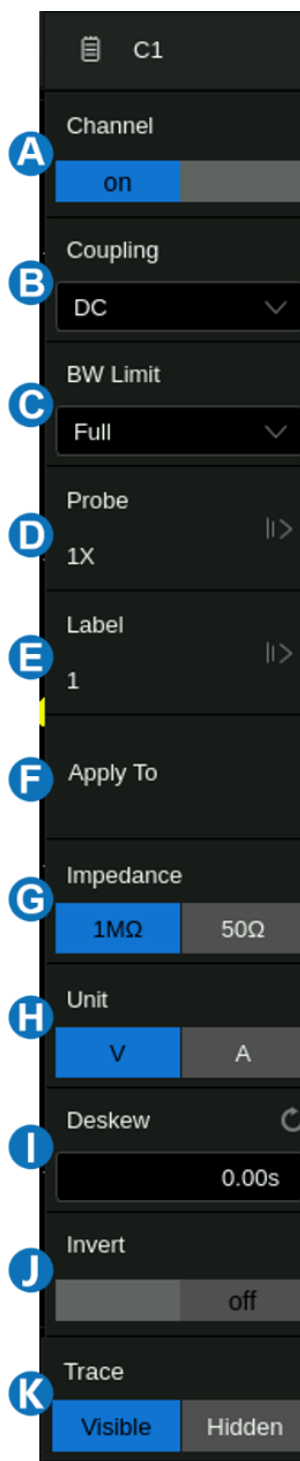 C1
A
Channel
on
B
Coupling
DC
C
BW Limit
Full
D
Probe
1X
E
Label
1
F
Apply To
G
Impedance
1MΩ 50Ω
H
Unit
V A
I
Deskew
0.00s
J
Invert
off
K
Trace
Visible Hidden